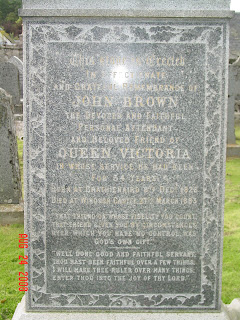 THIS STONE IS ERECTED
IN AFFECTIONATE
AND GRATEFUL REMEMBRANCE OF
JOHN BROWN
THE DEVOTED AND FAITHFUL
PERSONAL ATTENDANT
AND BELOVED FRIEND OF
QUEEN VICTORIA
IN WHOSE SERVICE HE HAD BEEN
FOR 34 YEARS
BORN AT CRATHIENAIRD 8TH DECR 1826
DIED AT WINDSOR CASTLE 27TH MARCH 1883
"THAT FRIEND ON WHOSE FIDELITY YOU COUNT,
THAT FRIEND GIVEN YOU BY CIRCUMSTANCES
OVER WHICH YOU HAVE NO CONTROL, WAS
GOD'S OWN GIFT."
"WELL DONE GOOD AND FAITHFUL SERVANT,
THOU HAST BEEN FAITHFUL OVER A FEW THINGS,
I WILL MAKE THEE RULER OVER MANY THINGS,
ENTER THOU INTO THE JOY OF THY LORD."